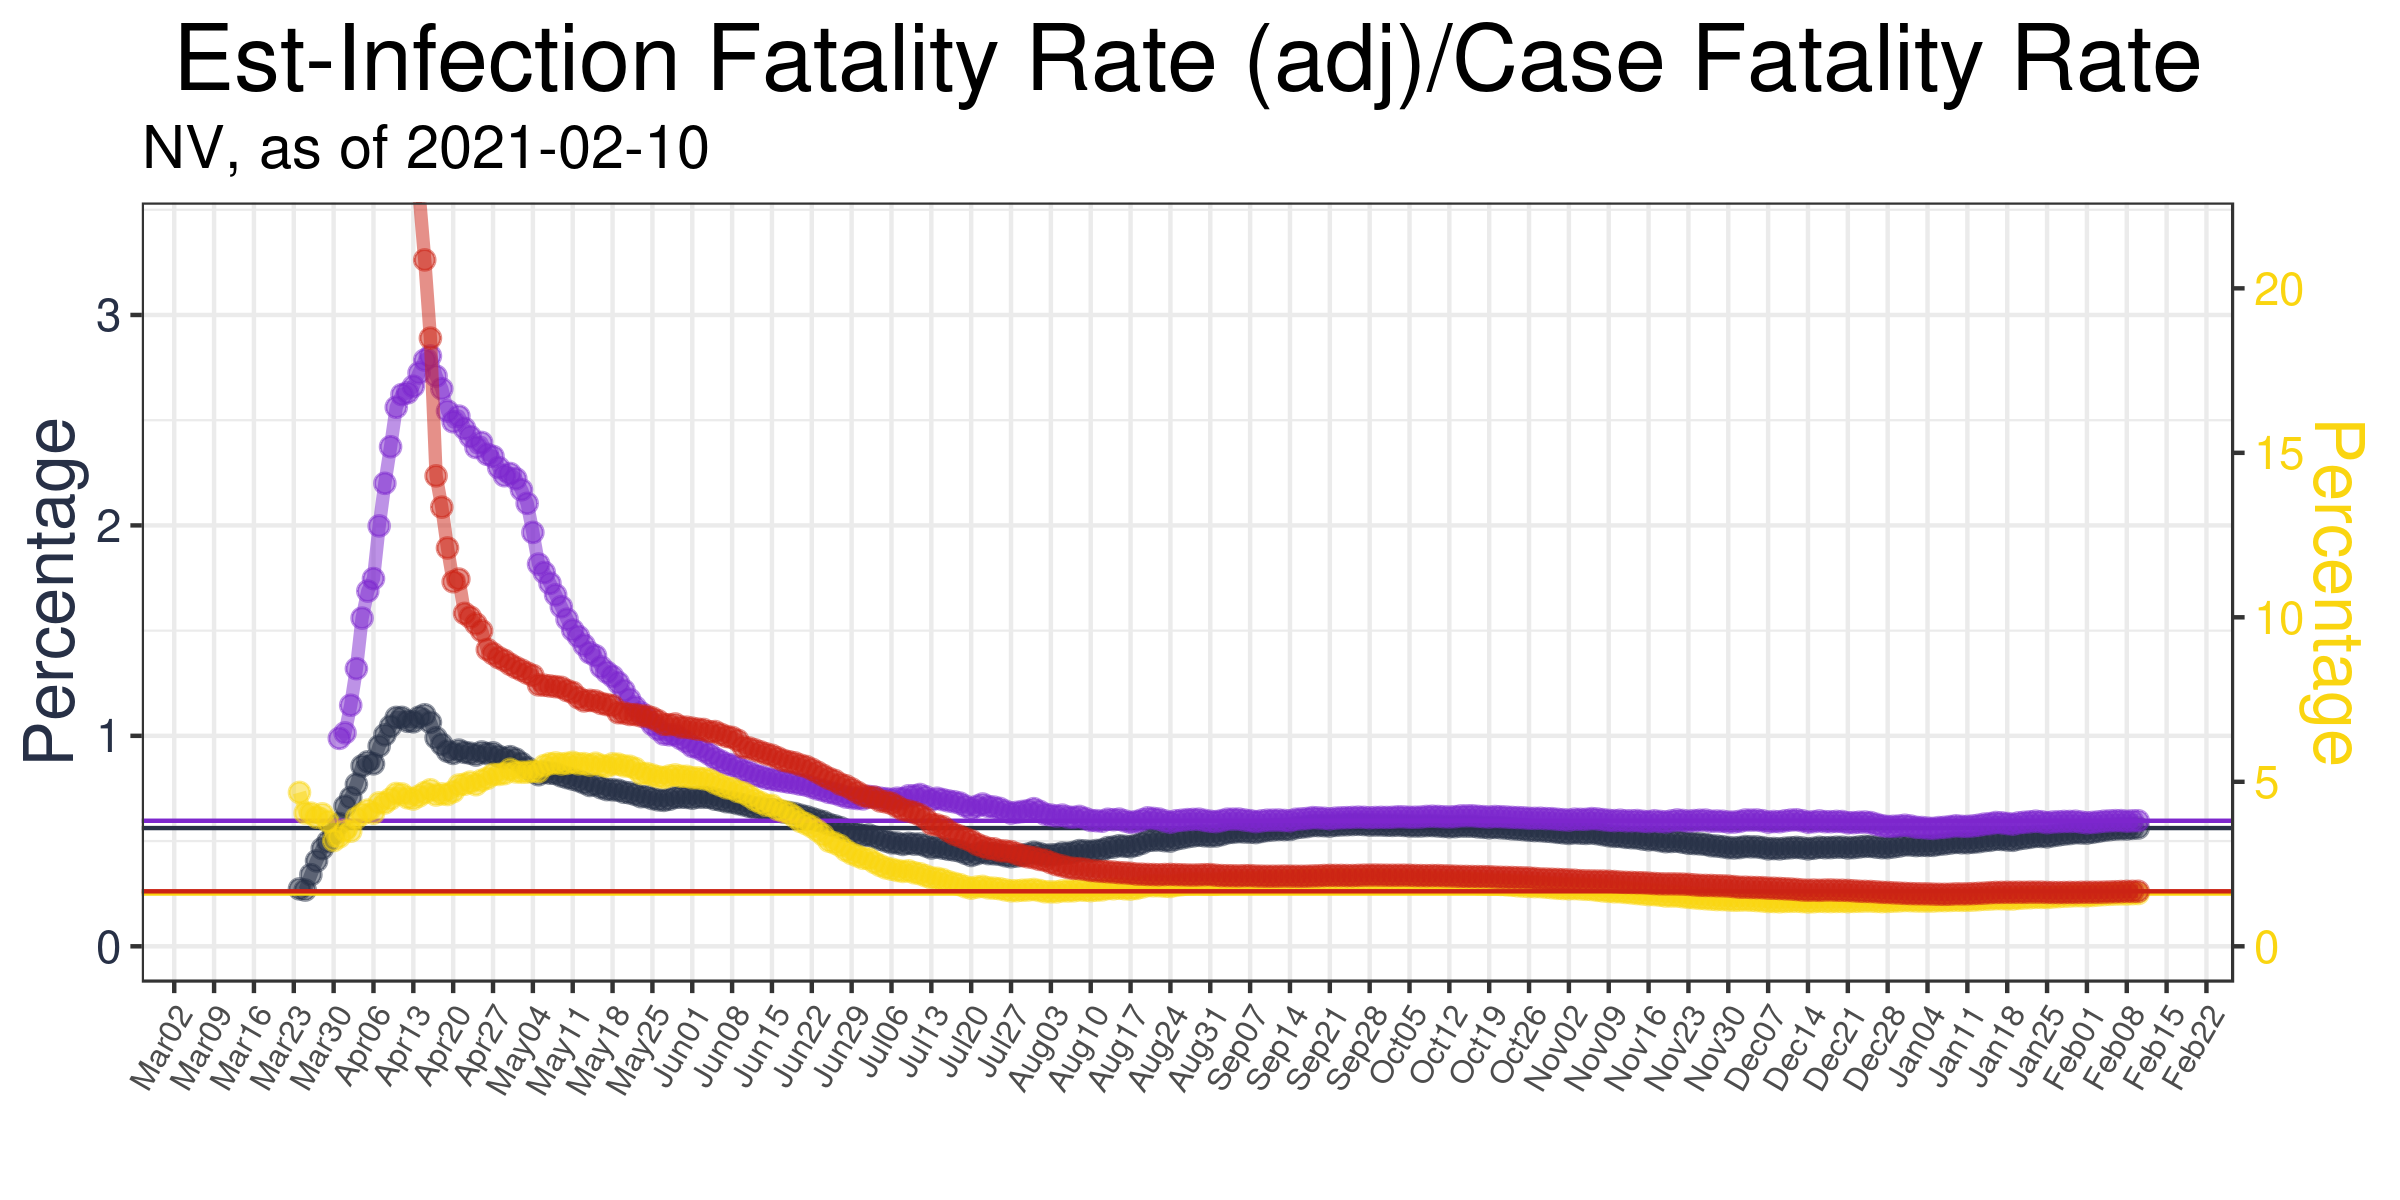 Est-Infection Fatality Rate (adj)/Case Fatality Rate
NV, as of 2021-02-10
Percentage
3
2
1
0
20
15
10
5
0
Percentage
Mar02 Mar09 Mar16 Mar23 Mar30 Apr06 Apr13 Apr20 Apr27 May04 May11 May18 May25 Jun01 Jun08 Jun15 Jun22 Jun29 Jul06 Jul13 Jul20 Jul27 Aug03 Aug10 Aug17 Aug24 Aug31 Sep07 Sep14 Sep21 Sep28 Oct05 Oct12 Oct19 Oct26 Nov02 Nov09 Nov16 Nov23 Nov30 Dec07 Dec14 Dec21 Dec28 Jan04 Jan11 Jan18 Jan25 Feb01 Feb08 Feb15 Feb22